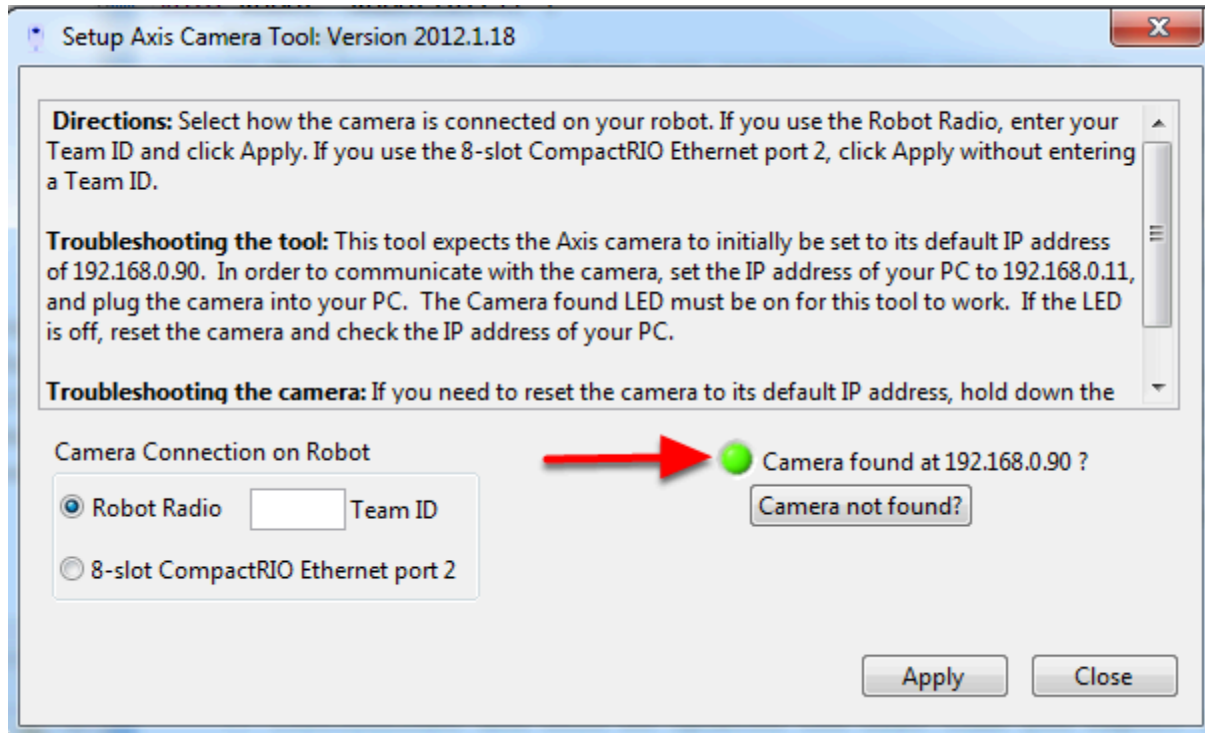 Setup Axis Camera Tool: Version 2012.1.18
X
Directions: Select how the camera is connected on your robot. If you use the Robot Radio, enter your
Team ID and click Apply. If you use the 8-slot CompactRIO Ethernet port 2, click Apply without entering
a Team ID.
Troubleshooting the tool: This tool expects the Axis camera to initially be set to its default IP address
of 192.168.0.90.  In order to communicate with the camera, set the IP address of your PC to 192.168.0.11,
and plug the camera into your PC.  The Camera found LED must be on for this tool to work.  If the LED
is off, reset the camera and check the IP address of your PC.
Troubleshooting the camera: If you need to reset the camera to its default IP address, hold down the
Camera Connection on Robot
Camera found at 192.168.0.90 ?
Robot Radio
Team ID
Camera not found?
8-slot CompactRIO Ethernet port 2
Apply
Close